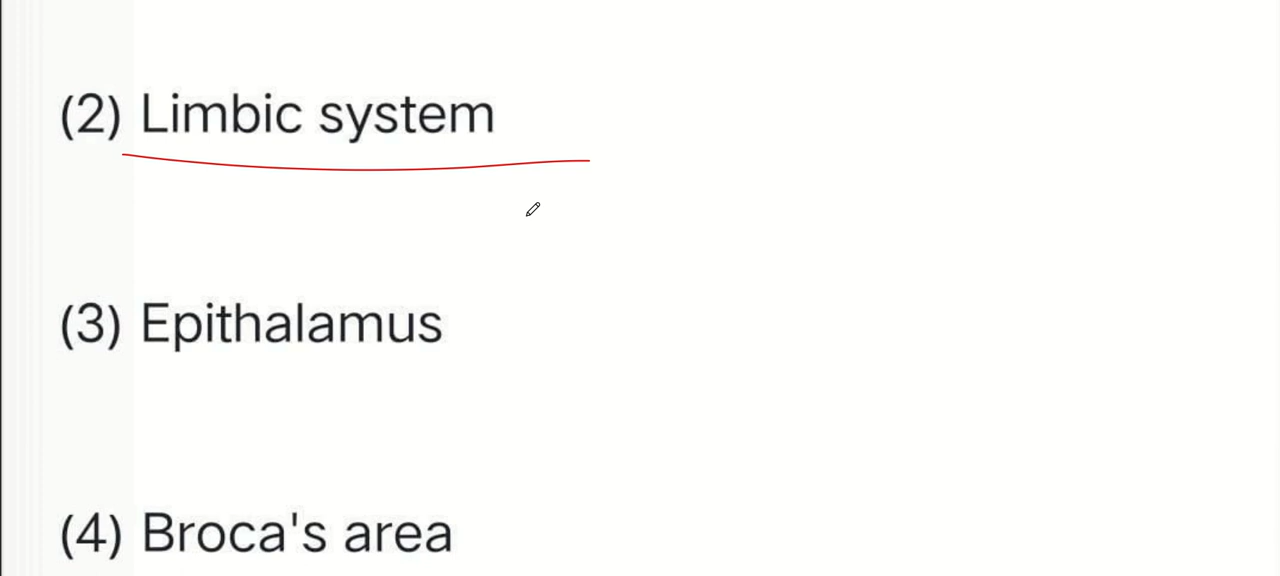 (2) Limbic system
(3) Epithalamus
(4) Broca's area